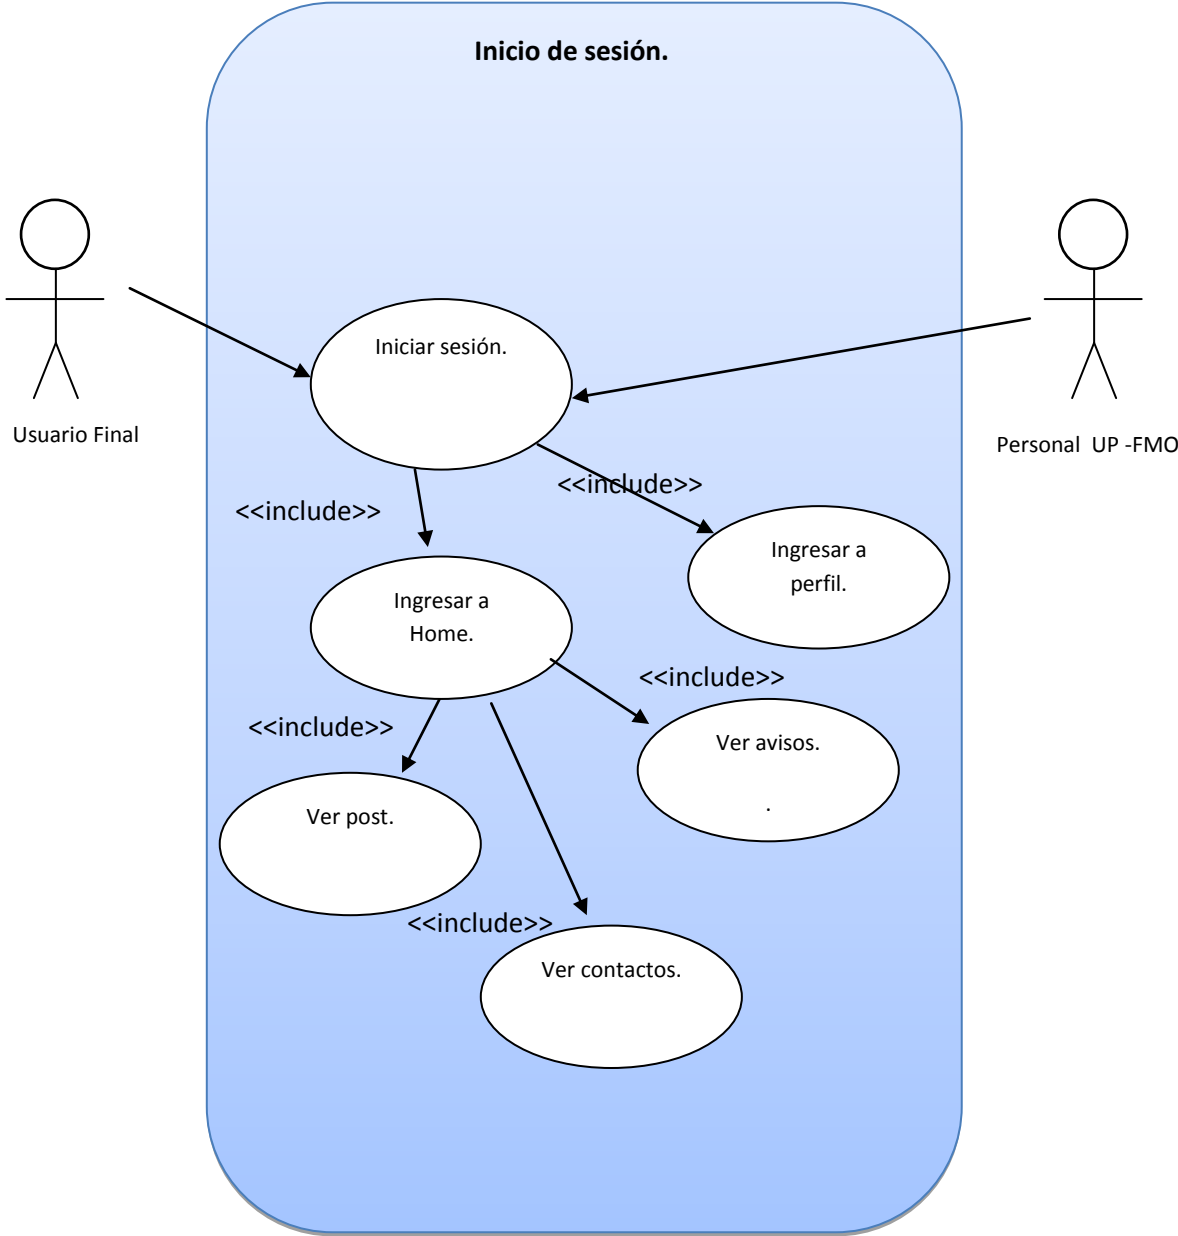 Inicio de sesión.
Iniciar sesión.
Usuario Final
Personal  UP -FMO
<<include>>
<<include>>
Ingresar a
perfil.
Ingresar a
Home.
<<include>>
<<include>>
Ver avisos.
.
Ver post.
<<include>>
Ver contactos.